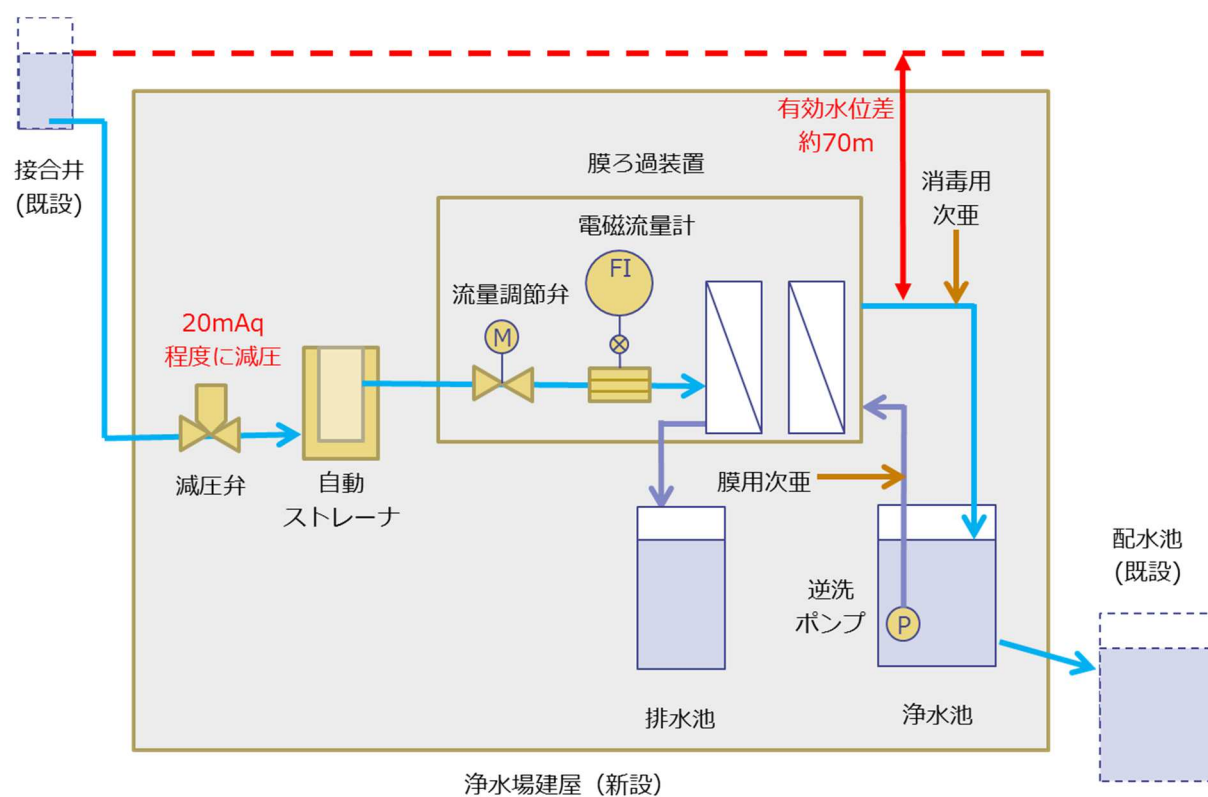 有効水位差
約70m
接合井
(既設)
膜ろ過装置
消毒用
次亜
電磁流量計
FI
流量調節弁
M
20mAq
程度に減圧
減圧弁
自動
ストレーナ
膜用次亜
逆洗
ポンプ
P
配水池
(既設)
排水池
浄水池
浄水場建屋（新設）